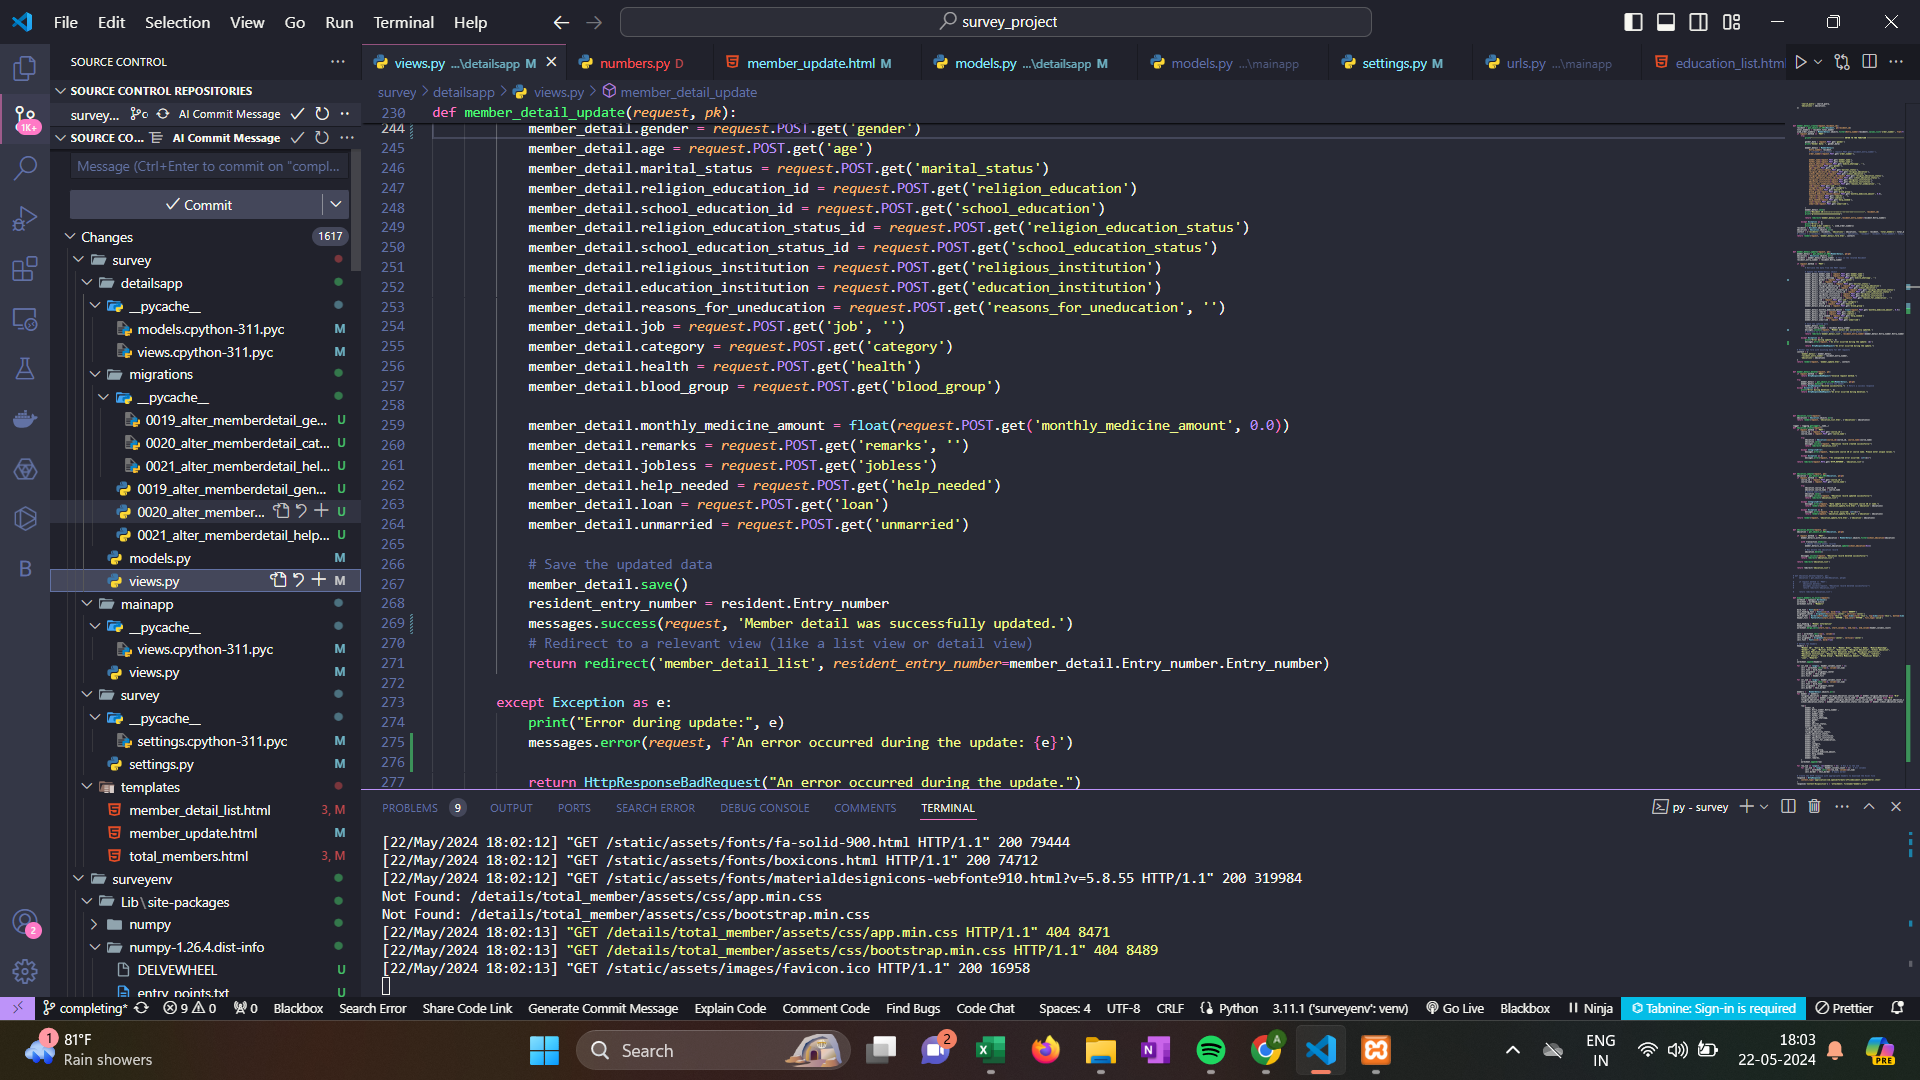 File Edit Selection View Go Run Terminal Help
survey_project
SOURCE CONTROL
views.py ...\detailsapp M
numbers.py D
member_update.html M
models.py ...\detailsapp M
models.py ...\mainapp
settings.py M
urls.py ...\mainapp
education_list.html
SOURCE CONTROL REPOSITORIES
survey... AI Commit Message
SOURCE CO... AI Commit Message
Message (Ctrl+Enter to commit on "compl...
Commit
Changes 1617
survey
detailsapp
__pycache__
models.cpython-311.pyc M
views.cpython-311.pyc M
migrations
__pycache__
0019_alter_memberdetail_ge... U
0020_alter_memberdetail_cat... U
0021_alter_memberdetail_hel... U
0019_alter_memberdetail_gen... U
0020_alter_member... U
0021_alter_memberdetail_help... U
models.py M
views.py M
mainapp
__pycache__
views.cpython-311.pyc M
views.py M
survey
__pycache__
settings.cpython-311.pyc M
settings.py M
templates
member_detail_list.html 3, M
member_update.html M
total_members.html 3, M
surveyenv
Lib\site-packages
numpy
numpy-1.26.4.dist-info
DELVEWHEEL U
entry_points.txt U
survey > detailsapp > views.py > member_detail_update
230 def member_detail_update(request, pk):
244 member_detail.gender = request.POST.get('gender')
245 member_detail.age = request.POST.get('age')
246 member_detail.marital_status = request.POST.get('marital_status')
247 member_detail.religion_education_id = request.POST.get('religion_education')
248 member_detail.school_education_id = request.POST.get('school_education')
249 member_detail.religion_education_status_id = request.POST.get('religion_education_status')
250 member_detail.school_education_status_id = request.POST.get('school_education_status')
251 member_detail.religious_institution = request.POST.get('religious_institution')
252 member_detail.education_institution = request.POST.get('education_institution')
253 member_detail.reasons_for_uneducation = request.POST.get('reasons_for_uneducation', '')
254 member_detail.job = request.POST.get('job', '')
255 member_detail.category = request.POST.get('category')
256 member_detail.health = request.POST.get('health')
257 member_detail.blood_group = request.POST.get('blood_group')
258
259 member_detail.monthly_medicine_amount = float(request.POST.get('monthly_medicine_amount', 0.0))
260 member_detail.remarks = request.POST.get('remarks', '')
261 member_detail.jobless = request.POST.get('jobless')
262 member_detail.help_needed = request.POST.get('help_needed')
263 member_detail.loan = request.POST.get('loan')
264 member_detail.unmarried = request.POST.get('unmarried')
265
266 # Save the updated data
267 member_detail.save()
268 resident_entry_number = resident.Entry_number
269 messages.success(request, 'Member detail was successfully updated.')
270 # Redirect to a relevant view (like a list view or detail view)
271 return redirect('member_detail_list', resident_entry_number=member_detail.Entry_number.Entry_number)
272
273 except Exception as e:
274 print("Error during update:", e)
275 messages.error(request, f'An error occurred during the update: {e}')
276
277 return HttpResponseBadRequest("An error occurred during the update.")
PROBLEMS 9 OUTPUT PORTS SEARCH ERROR DEBUG CONSOLE COMMENTS TERMINAL
py - survey
[22/May/2024 18:02:12] "GET /static/assets/fonts/fa-solid-900.html HTTP/1.1" 200 79444
[22/May/2024 18:02:12] "GET /static/assets/fonts/boxicons.html HTTP/1.1" 200 74712
[22/May/2024 18:02:12] "GET /static/assets/fonts/materialdesignicons-webfonte910.html?v=5.8.55 HTTP/1.1" 200 319984
Not Found: /details/total_member/assets/css/app.min.css
Not Found: /details/total_member/assets/css/bootstrap.min.css
[22/May/2024 18:02:13] "GET /details/total_member/assets/css/app.min.css HTTP/1.1" 404 8471
[22/May/2024 18:02:13] "GET /details/total_member/assets/css/bootstrap.min.css HTTP/1.1" 404 8489
[22/May/2024 18:02:13] "GET /static/assets/images/favicon.ico HTTP/1.1" 200 16958
1K+
2
completing* 9 0 0 Blackbox Search Error Share Code Link Generate Commit Message Explain Code Comment Code Find Bugs Code Chat Spaces: 4 UTF-8 CRLF Python 3.11.1 ('surveyenv': venv) Go Live Blackbox Ninja Tabnine: Sign-in is required Prettier
1
81°F
Rain showers
Search
2
A
ENG
IN
18:03
22-05-2024
PRE